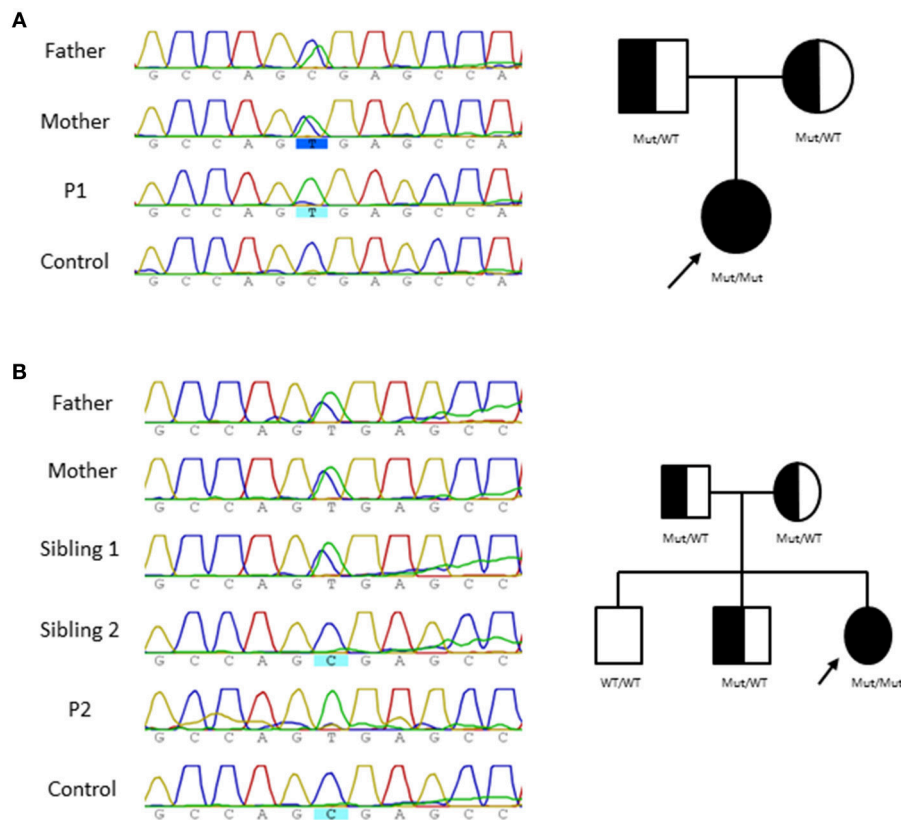 A
Father
G C C A G C G A G C C A
Mother
G C C A G T G A G C C A
P1
G C C A G T G A G C C A
Control
G C C A G C G A G C C A
Mut/WT
Mut/WT
Mut/Mut
B
Father
G C C A G T G A G C C
Mother
G C C A G T G A G C C
Sibling 1
G C C A G T G A G C C
Sibling 2
G C C A G C G A G C C
P2
G C C A G T G A G C C
Control
G C C A G C G A G C C
Mut/WT
Mut/WT
WT/WT
Mut/WT
Mut/Mut